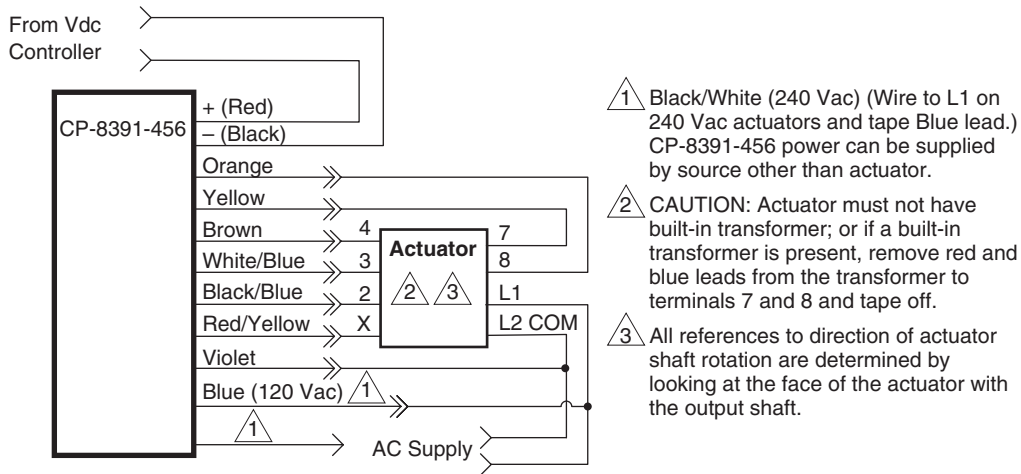 From Vdc
Controller
CP-8391-456
+ (Red)
– (Black)
Orange
Yellow
Brown
White/Blue
Black/Blue
Red/Yellow
Violet
Blue (120 Vac)
1
1
4
3
2
X
Actuator
2
3
7
8
L1
L2 COM
AC Supply
1
Black/White (240 Vac) (Wire to L1 on
240 Vac actuators and tape Blue lead.)
CP-8391-456 power can be supplied
by source other than actuator.
2
CAUTION: Actuator must not have
built-in transformer; or if a built-in
transformer is present, remove red and
blue leads from the transformer to
terminals 7 and 8 and tape off.
3
All references to direction of actuator
shaft rotation are determined by
looking at the face of the actuator with
the output shaft.